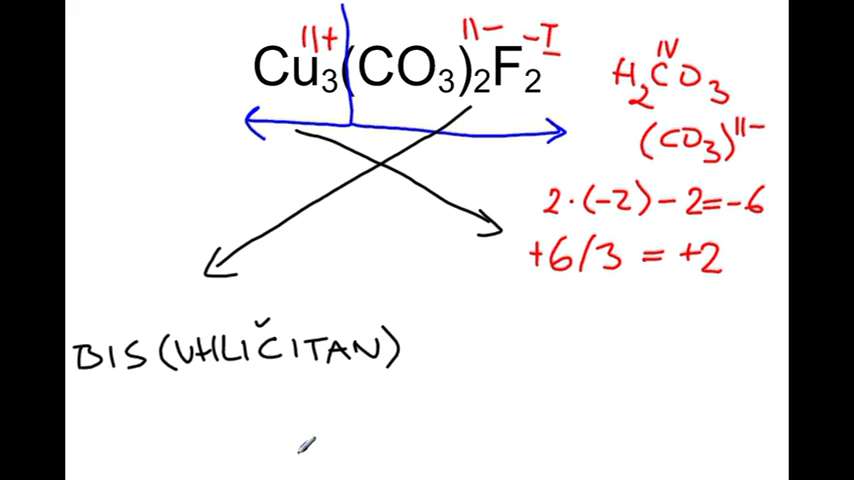 II+ II- -I
Cu₃(CO₃)₂F₂
IV
H₂CO₃
(CO₃)II-
2·(-2)-2=-6
+6/3=+2
BIS(UHLIČITAN)